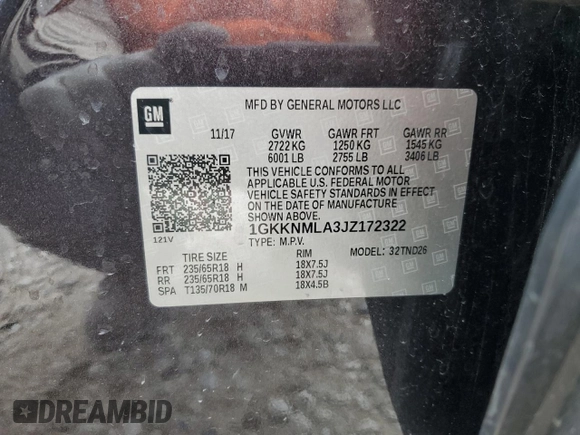 GM
MFD BY GENERAL MOTORS LLC
11/17 GVWR GAWR FRT GAWR RR
2722 KG 1250 KG 1545 KG
6001 LB 2755 LB 3406 LB
THIS VEHICLE CONFORMS TO ALL
APPLICABLE U.S. FEDERAL MOTOR
VEHICLE SAFETY STANDARDS IN EFFECT
ON THE DATE OF MANUFACTURE
SHOWN ABOVE.
1GKKNMLA3JZ172322
121V
TYPE: M.P.V. MODEL: 32TND26
TIRE SIZE RIM
FRT 235/65R18 H 18X7.5J
RR 235/65R18 H 18X7.5J
SPA T135/70R18 M 18X4.5B
DREAMBID